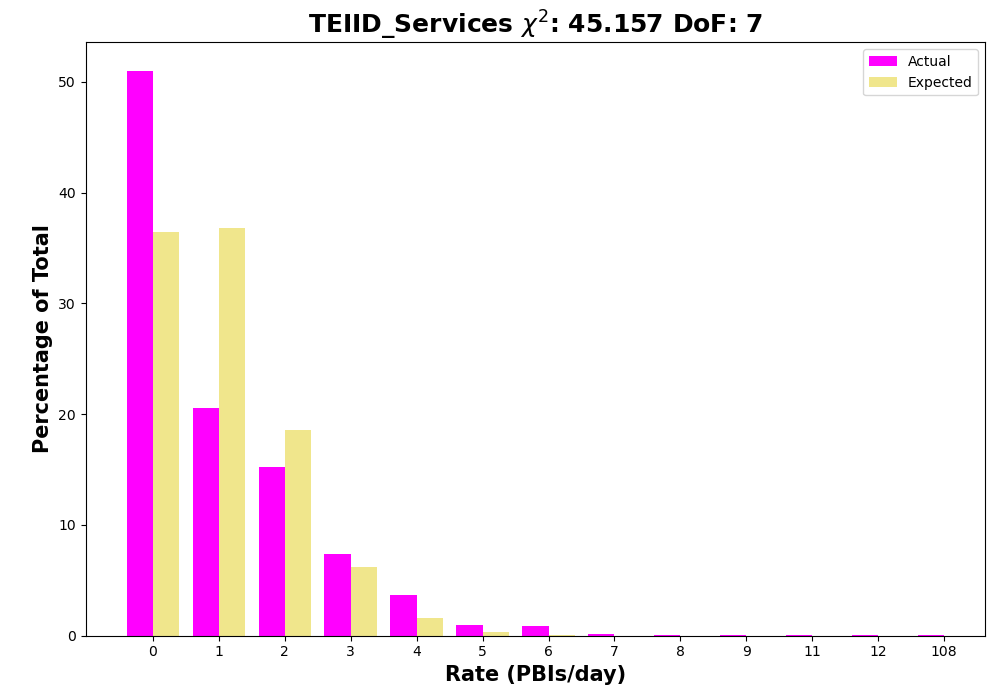 TEIID_Services χ²: 45.157 DoF: 7
Actual
Expected
Percentage of Total
50
40
30
20
10
0
0 1 2 3 4 5 6 7 8 9 11 12 108
Rate (PBIs/day)